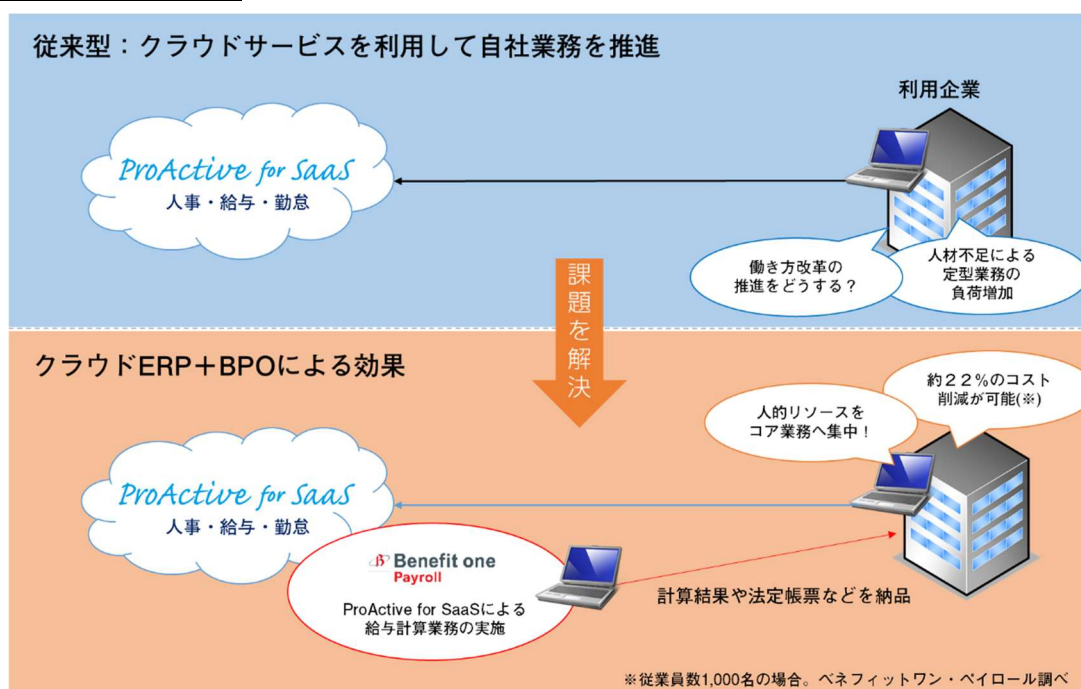 従来型：クラウドサービスを利用して自社業務を推進
利用企業
ProActive for SaaS
人事・給与・勤怠
働き方改革の
推進をどうする？
人材不足による
定型業務の
負荷増加
課題を解決
クラウドERP＋BPOによる効果
約２２％のコスト
削減が可能(※)
人的リソースを
コア業務へ集中！
ProActive for SaaS
人事・給与・勤怠
Benefit one
Payroll
ProActive for SaaSによる
給与計算業務の実施
計算結果や法定帳票などを納品
※従業員数1,000名の場合。ベネフィットワン・ペイロール調べ